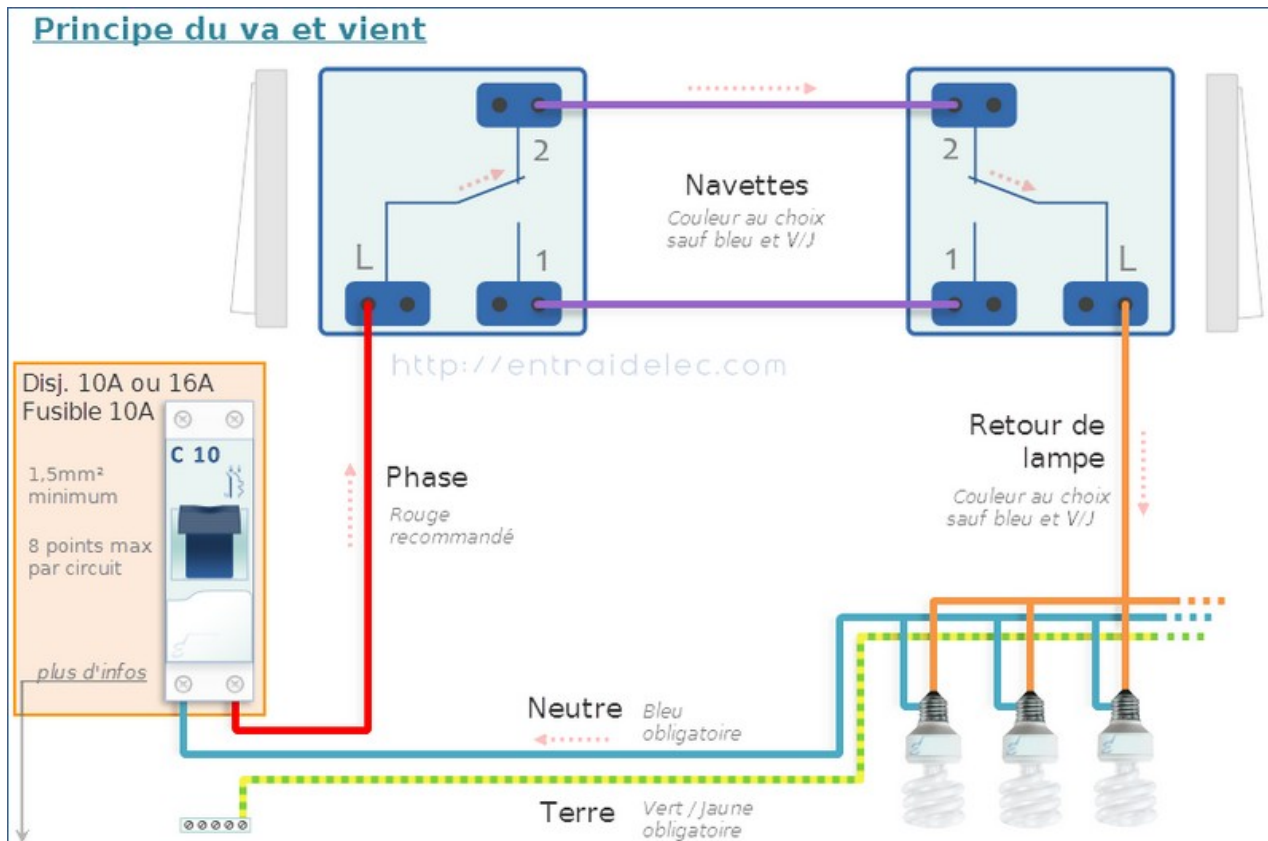 Principe du va et vient
2
2
Navettes
Couleur au choix
sauf bleu et V/J
L
1
1
L
http://entraidelec.com
Disj. 10A ou 16A
Fusible 10A
C 10
1,5mm²
minimum
8 points max
par circuit
plus d'infos
Phase
Rouge
recommandé
Retour de
lampe
Couleur au choix
sauf bleu et V/J
Neutre
Bleu
obligatoire
Terre
Vert / Jaune
obligatoire